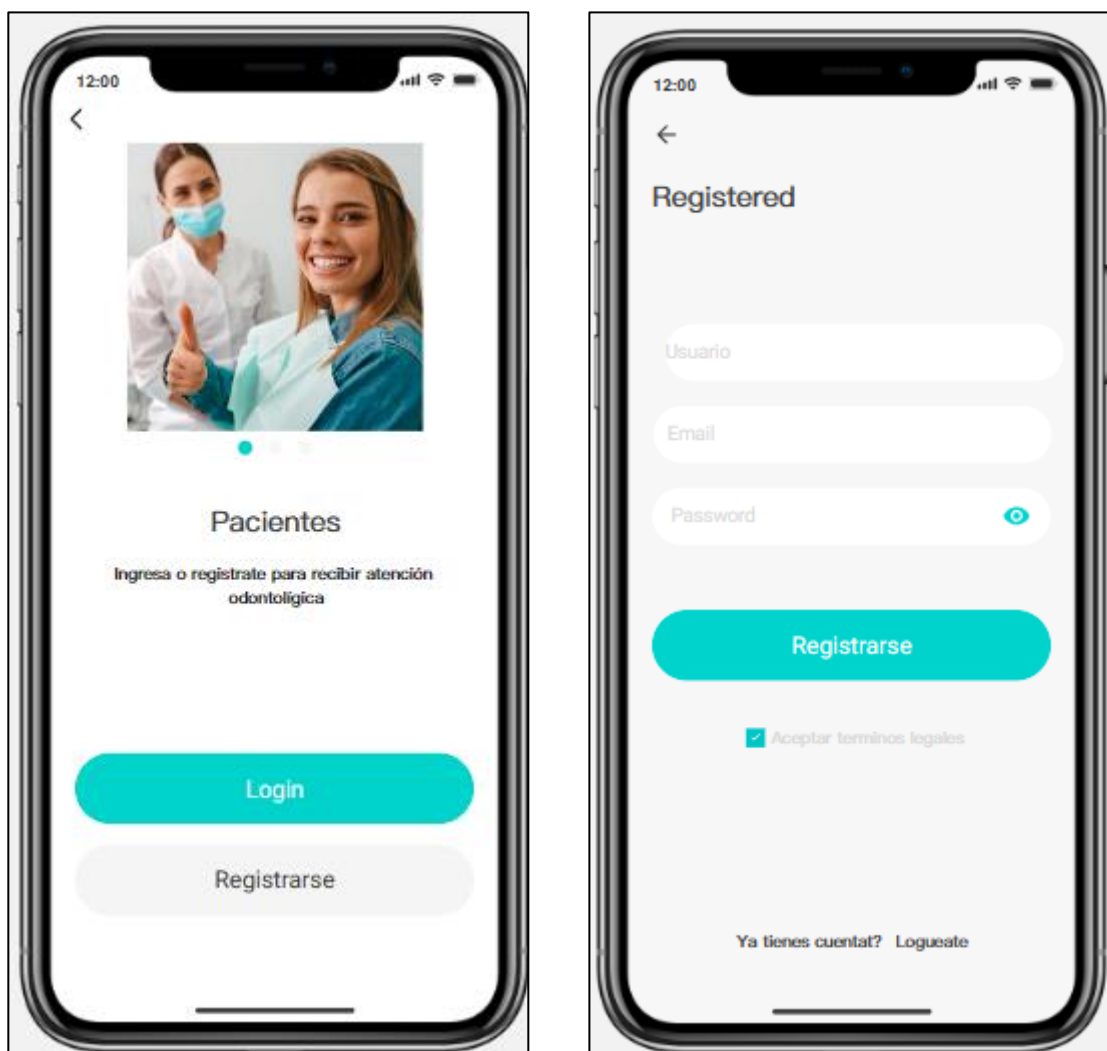 12:00
Pacientes
Ingresa o registrate para recibir atención
odontolígica
Login
Registrarse
12:00
Registered
Usuario
Email
Password
Registrarse
Aceptar terminos legales
Ya tienes cuentat? Logueate